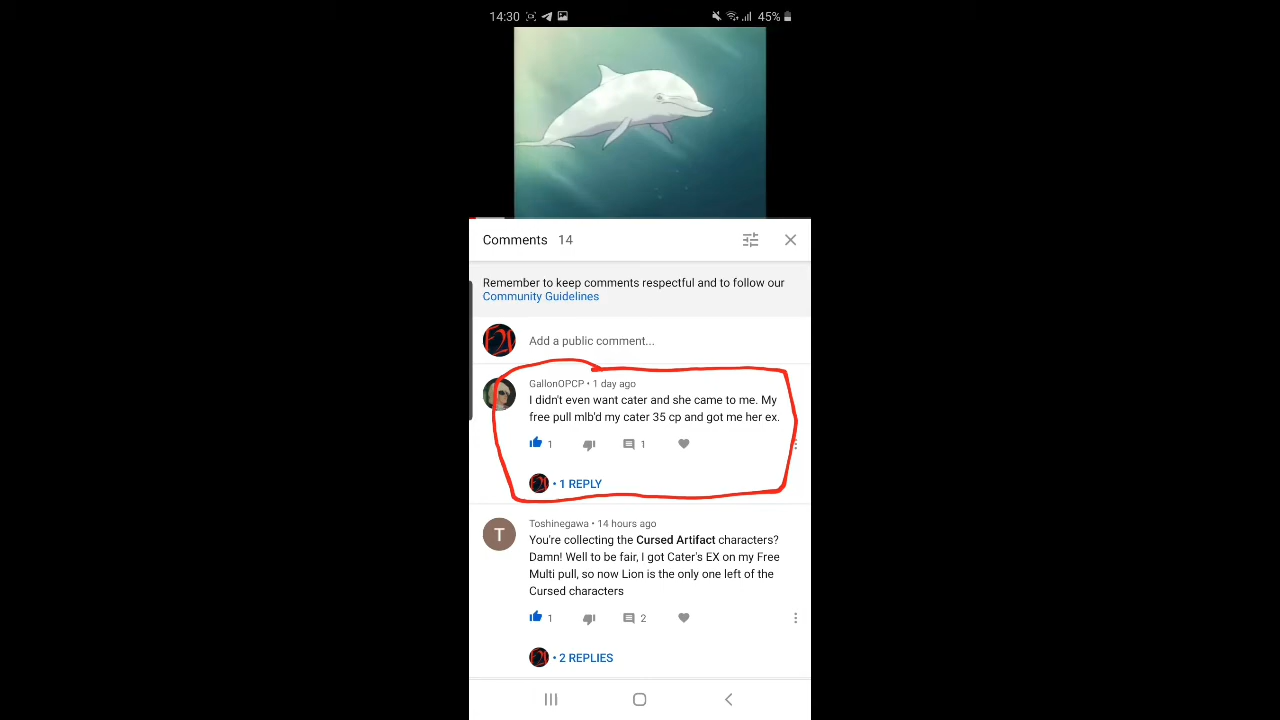 14:30 45%
Comments 14
Remember to keep comments respectful and to follow our
Community Guidelines
Add a public comment...
GallonOPCP • 1 day ago
I didn't even want cater and she came to me. My
free pull mlb'd my cater 35 cp and got me her ex.
1 1
• 1 REPLY
T
Toshinegawa • 14 hours ago
You're collecting the Cursed Artifact characters?
Damn! Well to be fair, I got Cater's EX on my Free
Multi pull, so now Lion is the only one left of the
Cursed characters
1 2
• 2 REPLIES